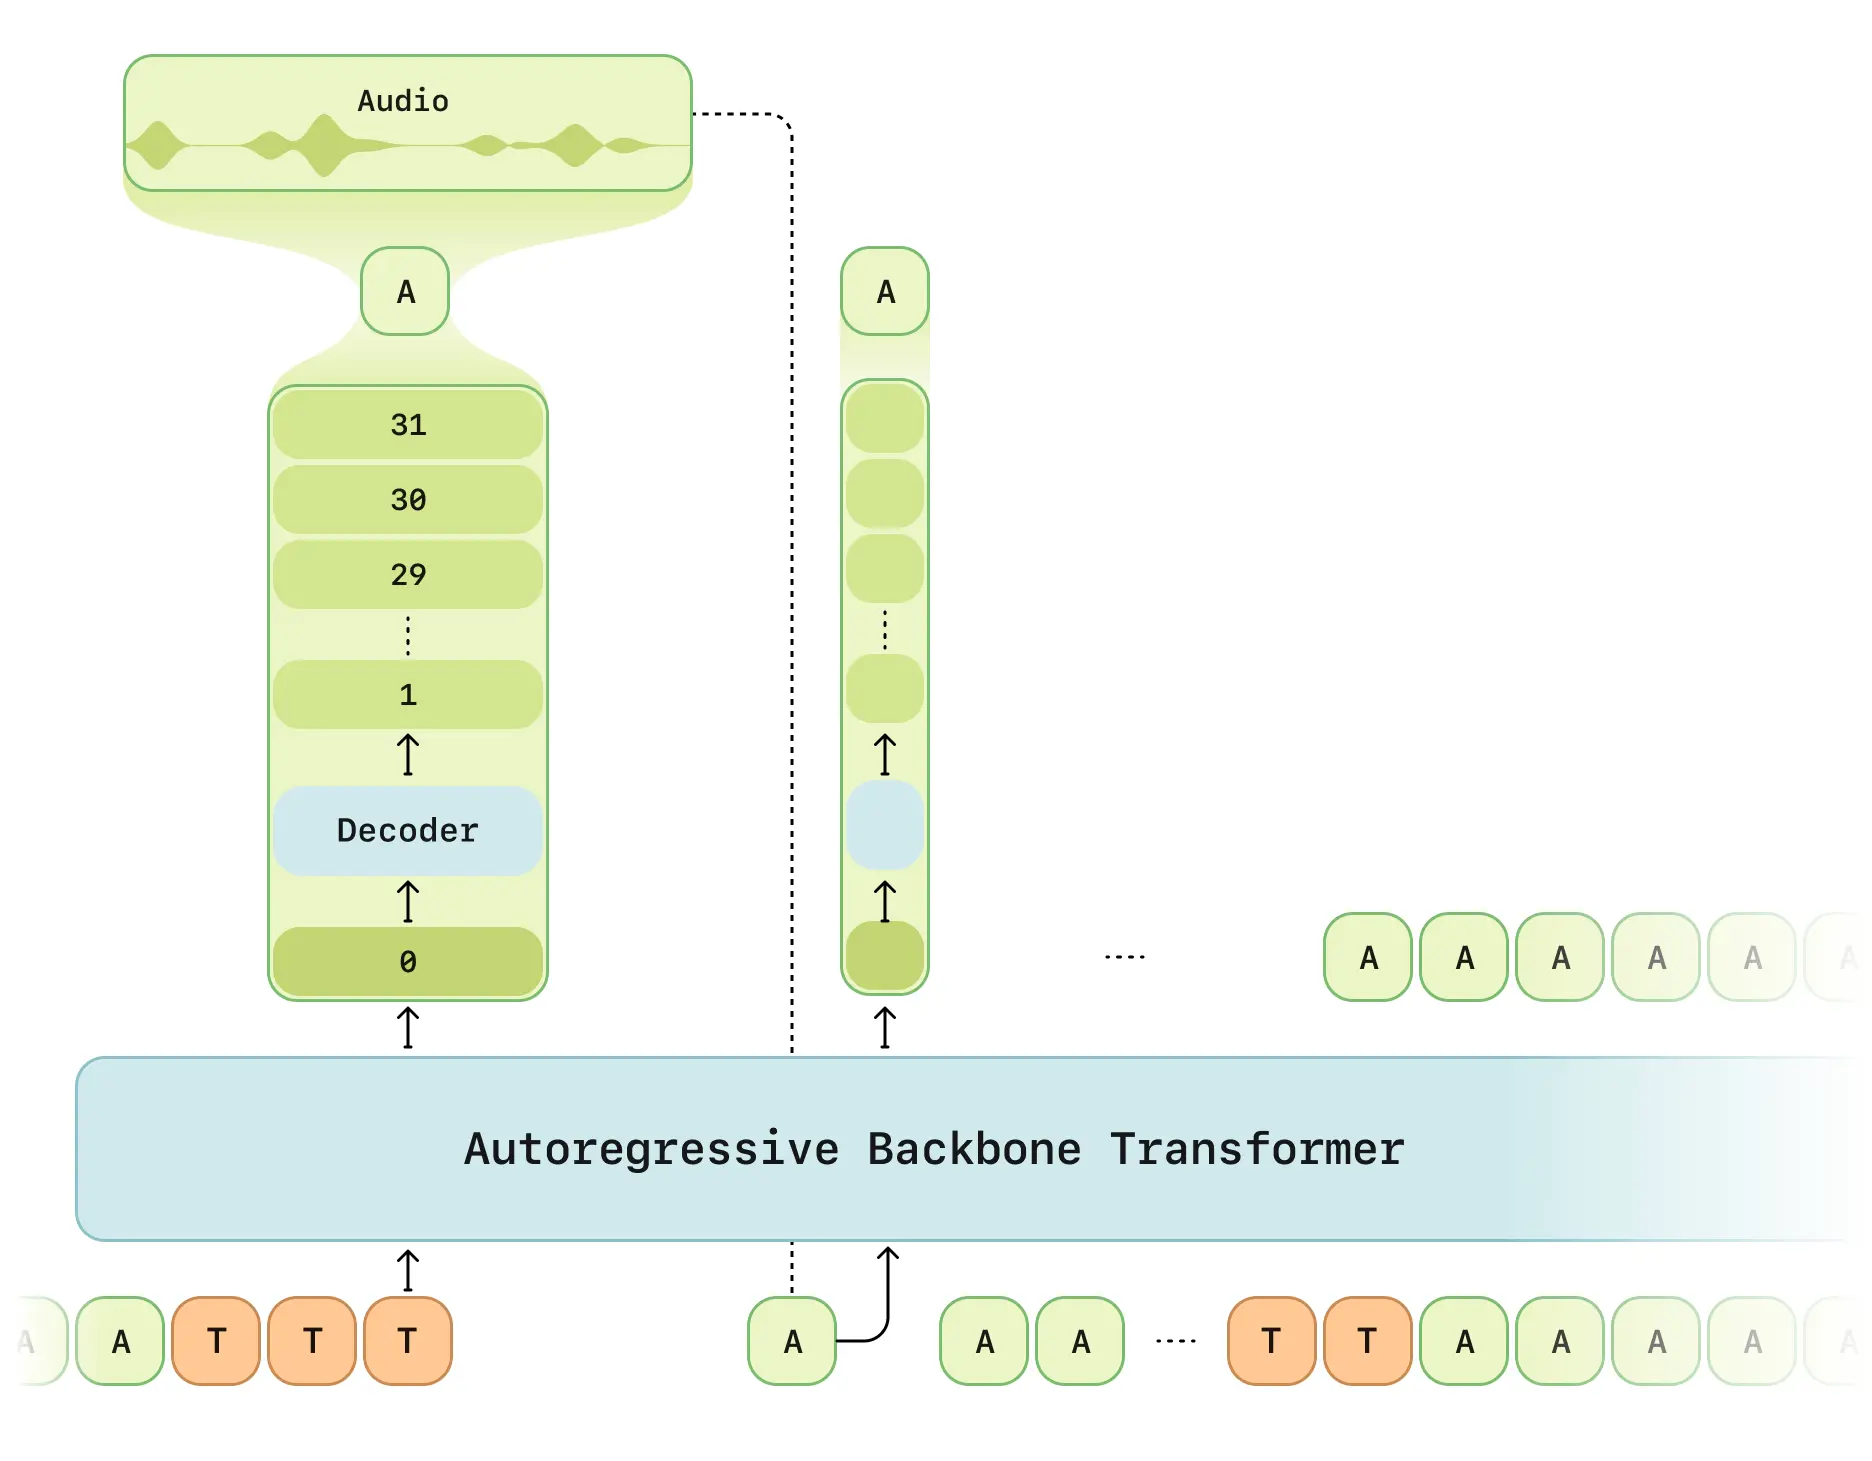 Audio
A A
31
30
29
1
Decoder
0
A A A A A A
Autoregressive Backbone Transformer
A A T T T A A A T T A A A A A